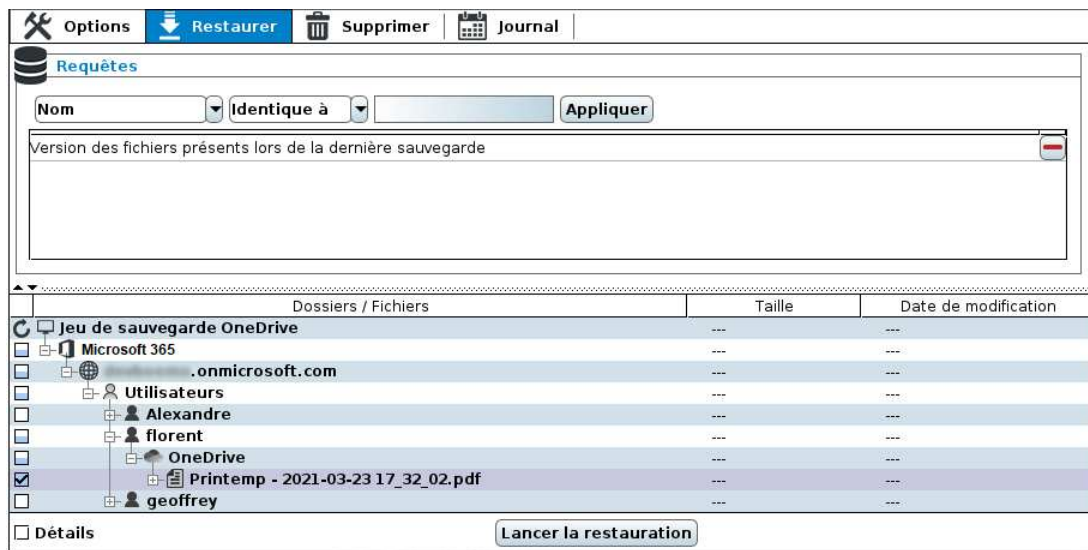 Options Restaurer Supprimer Journal
Requêtes
Nom Identique à Appliquer
Version des fichiers présents lors de la dernière sauvegarde
Dossiers / Fichiers Taille Date de modification
Jeu de sauvegarde OneDrive --- ---
Microsoft 365 --- ---
.onmicrosoft.com --- ---
Utilisateurs --- ---
Alexandre --- ---
florent --- ---
OneDrive --- ---
Printemp - 2021-03-23 17_32_02.pdf --- ---
geoffrey --- ---
Détails Lancer la restauration